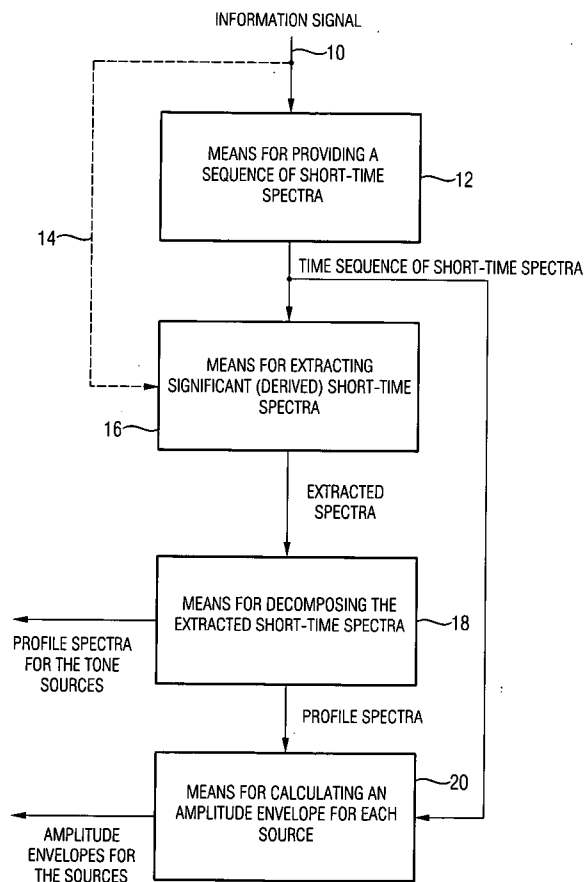 INFORMATION SIGNAL
10
MEANS FOR PROVIDING A
SEQUENCE OF SHORT-TIME
SPECTRA
12
14
TIME SEQUENCE OF SHORT-TIME SPECTRA
MEANS FOR EXTRACTING
SIGNIFICANT (DERIVED) SHORT-TIME
SPECTRA
16
EXTRACTED
SPECTRA
MEANS FOR DECOMPOSING THE
EXTRACTED SHORT-TIME SPECTRA
18
PROFILE SPECTRA
FOR THE TONE
SOURCES
PROFILE SPECTRA
20
MEANS FOR CALCULATING AN
AMPLITUDE ENVELOPE FOR EACH
SOURCE
AMPLITUDE
ENVELOPES FOR
THE SOURCES